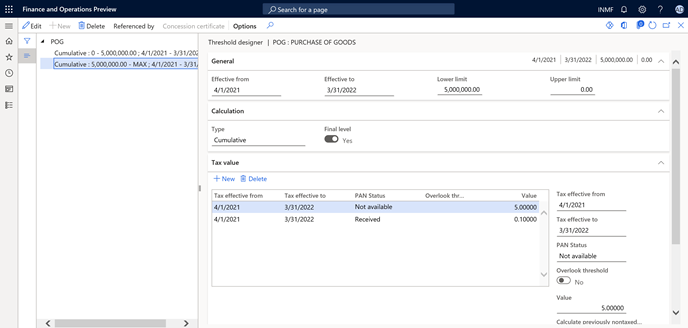 Finance and Operations Preview
Search for a page
INMF
Edit
New
Delete
Referenced by
Concession certificate
Options
POG
Cumulative : 0 - 5,000,000.00 ; 4/1/2021 - 3/31/202
Cumulative : 5,000,000.00 - MAX ; 4/1/2021 - 3/31/
Threshold designer | POG : PURCHASE OF GOODS
General
4/1/2021 3/31/2022 5,000,000.00 0.00
Effective from Effective to Lower limit Upper limit
4/1/2021 3/31/2022 5,000,000.00 0.00
Calculation
Type Final level
Cumulative Yes
Tax value
New Delete
Tax effective from Tax effective to PAN Status Overlook thr... Value
4/1/2021 3/31/2022 Not available 5.00000
4/1/2021 3/31/2022 Received 0.10000
Tax effective from
4/1/2021
Tax effective to
3/31/2022
PAN Status
Not available
Overlook threshold
No
Value
5.00000
Calculate previously nontaxed...